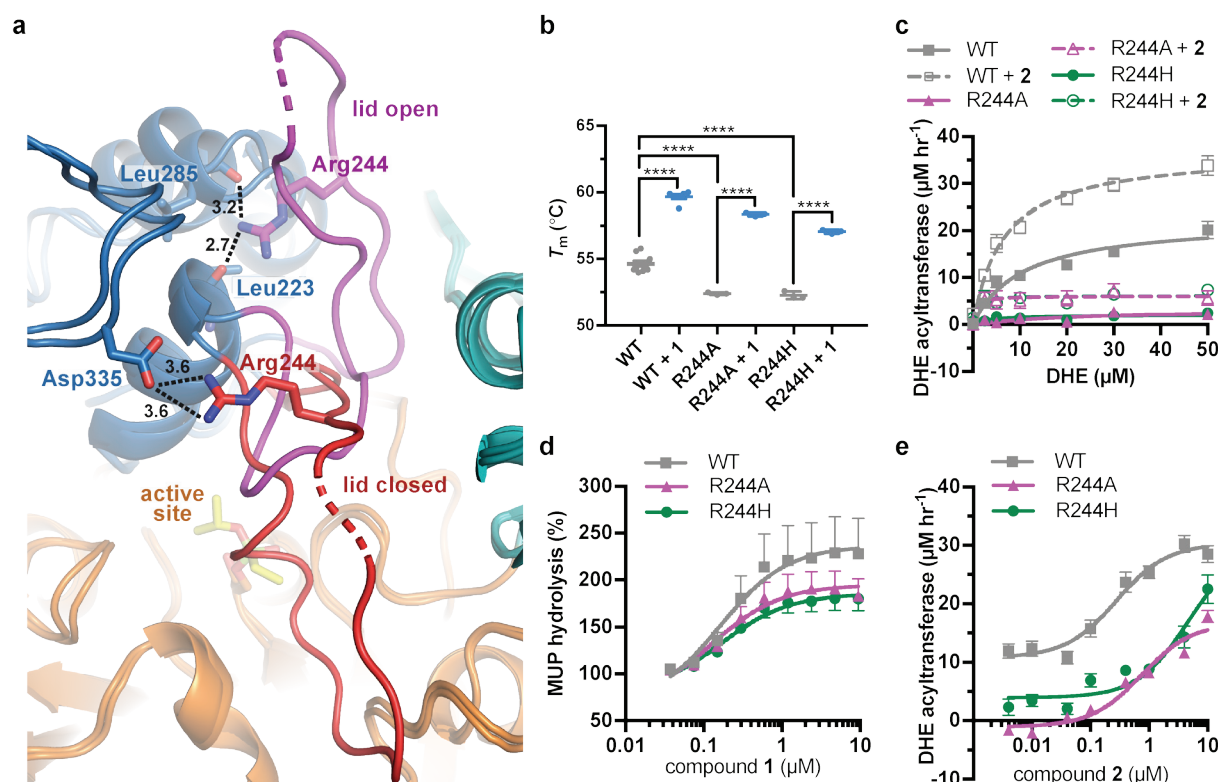 a
lid open
Leu285
Arg244
3.2
2.7
Leu223
Arg244
Asp335
3.6
3.6
lid closed
active
site
b
****
****
****
****
****
65
60
55
50
Tm (°C)
WT
WT + 1
R244A
R244A + 1
R244H
R244H + 1
c
WT
WT + 2
R244A
R244A + 2
R244H
R244H + 2
40
30
20
10
0
-10
DHE acyltransferase (µM hr⁻¹)
10
20
30
40
50
DHE (µM)
d
WT
R244A
R244H
300
250
200
150
100
50
MUP hydrolysis (%)
0.01
0.1
1
10
compound 1 (µM)
e
WT
R244A
R244H
40
30
20
10
0
-10
DHE acyltransferase (µM hr⁻¹)
0.01
0.1
1
10
compound 2 (µM)